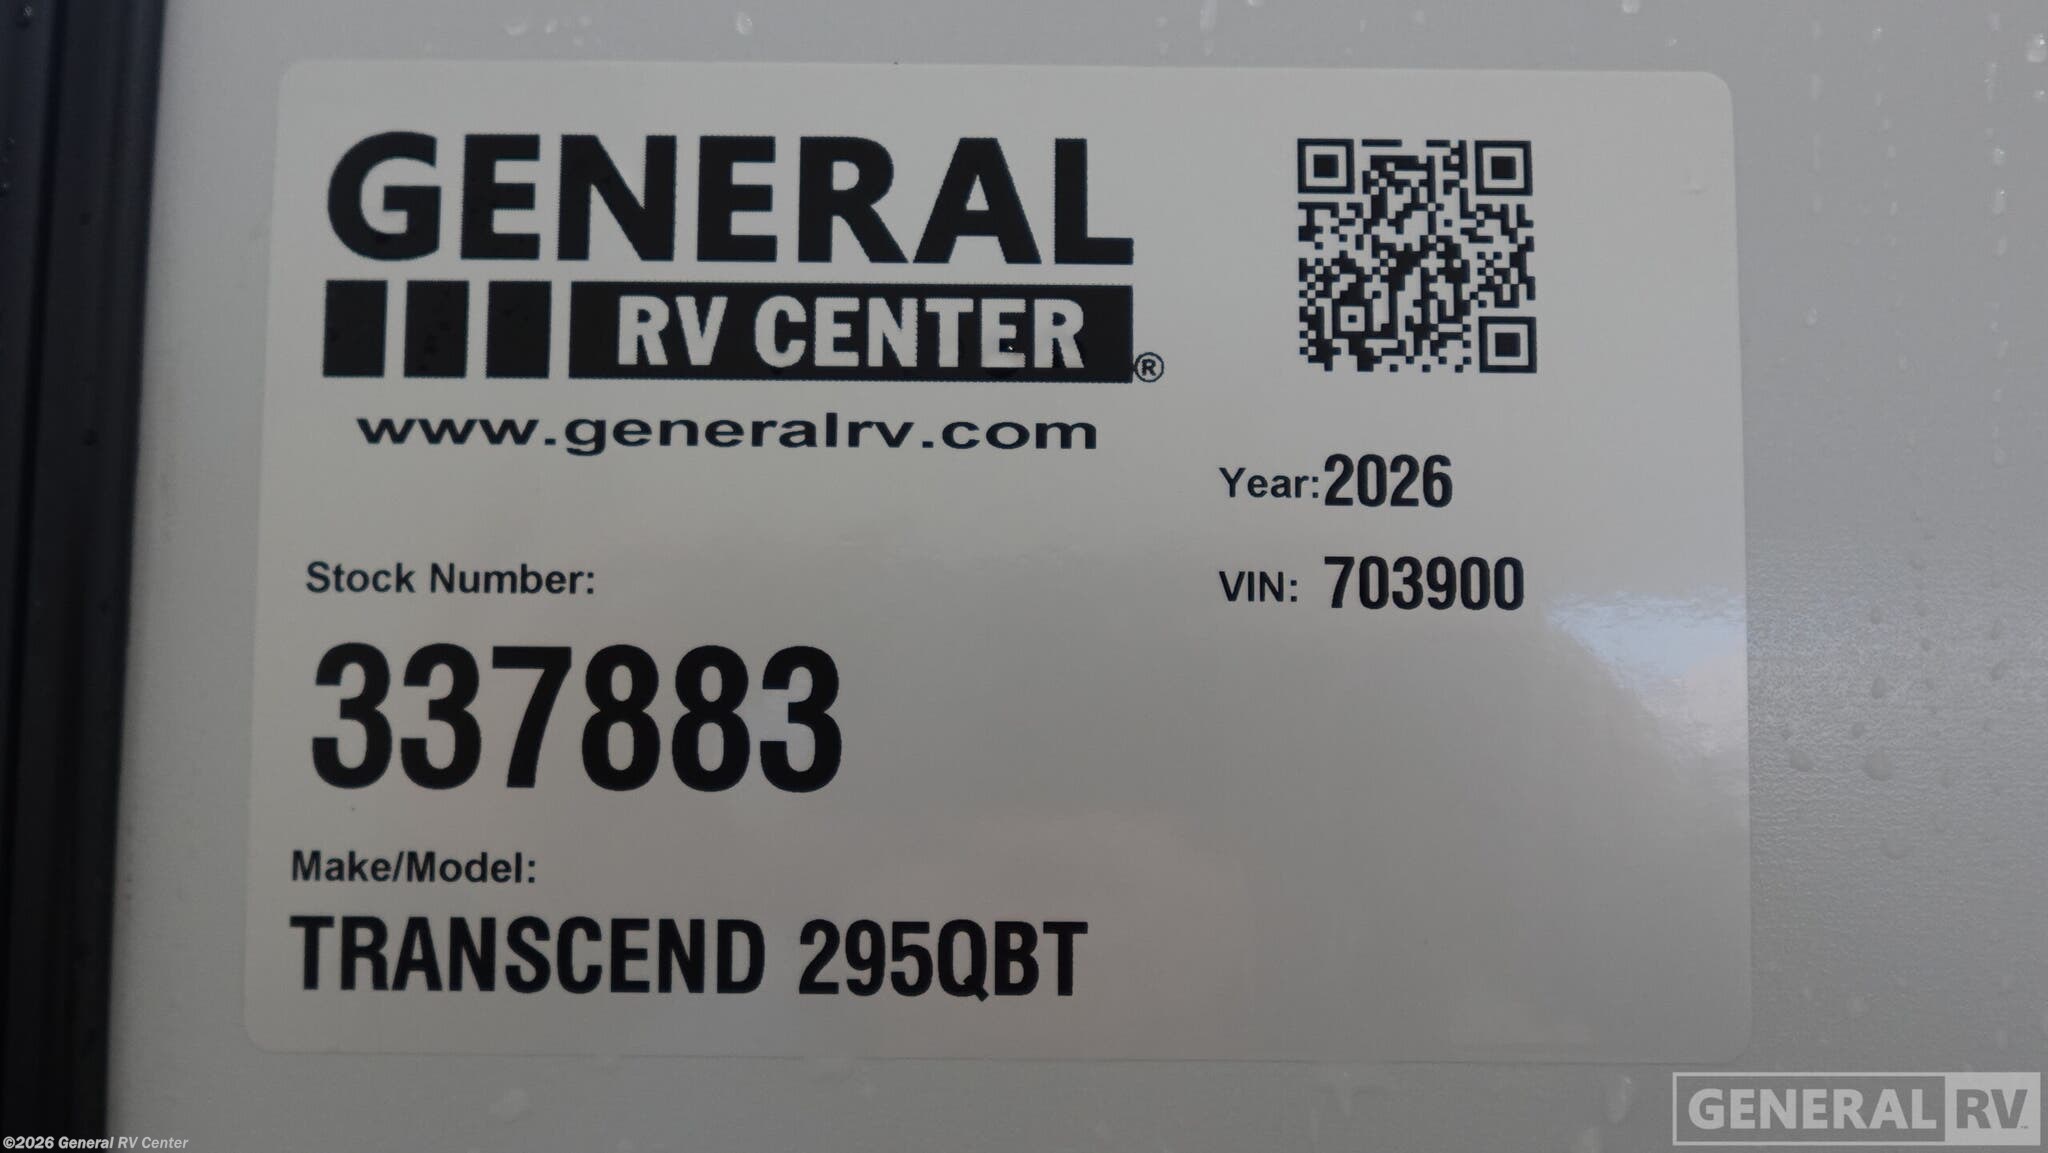 GENERAL
RV CENTER®
www.generalrv.com
Year: 2026
VIN: 703900
Stock Number:
337883
Make/Model:
TRANSCEND 295QBT
GENERAL RV™
©2026 General RV Center